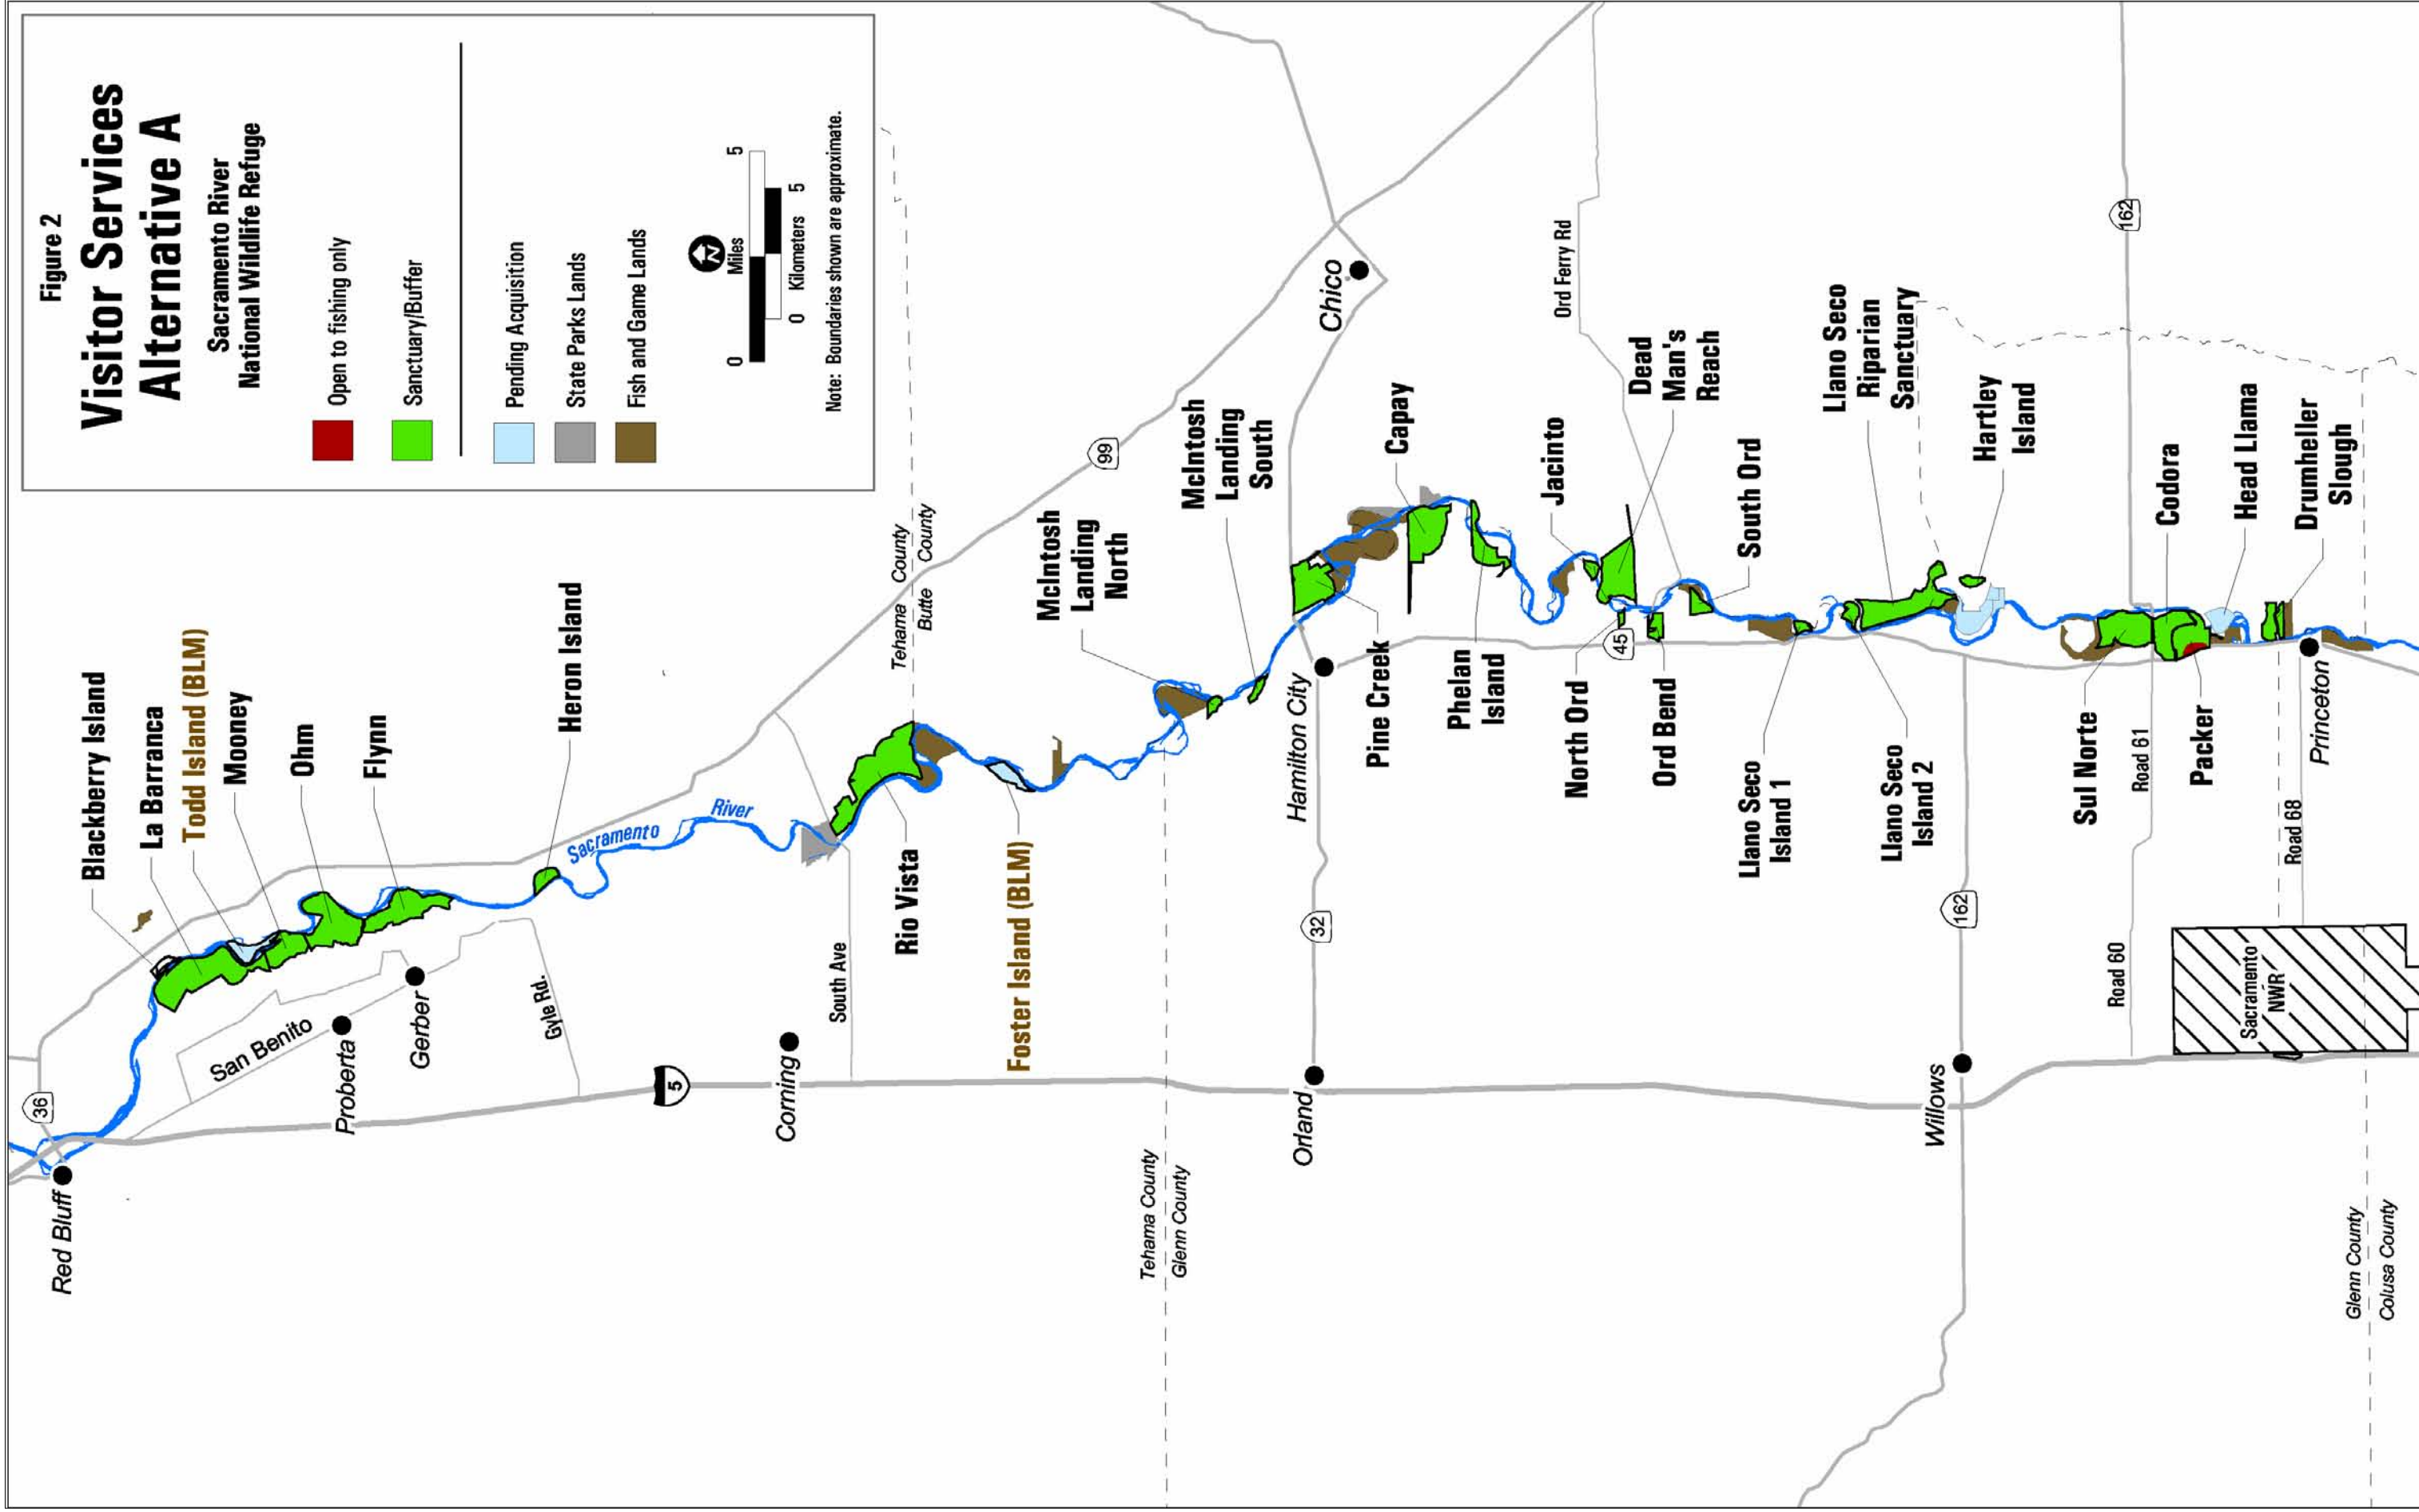 Figure 2
Visitor Services
Alternative A
Sacramento River
National Wildlife Refuge
Open to fishing only
Sanctuary/Buffer
Pending Acquisition
State Parks Lands
Fish and Game Lands
N
Miles
0
5
0
Kilometers
5
Note: Boundaries shown are approximate.
36
Red Bluff
Blackberry Island
La Barranca
Todd Island (BLM)
Mooney
Ohm
Flynn
Heron Island
San Benito
Proberta
Gerber
Gyle Rd.
Sacramento
River
5
Corning
South Ave
Rio Vista
Tehama County
Butte County
Foster Island (BLM)
99
McIntosh
Landing
North
Tehama County
Glenn County
McIntosh
Landing
South
Hamilton City
32
Orland
Chico
Pine Creek
Capay
Phelan
Island
Jacinto
Ord Ferry Rd
North Ord
45
Dead
Man's
Reach
Ord Bend
South Ord
Llano Seco
Island 1
Llano Seco
Riparian
Sanctuary
Llano Seco
Island 2
Hartley
Island
162
Willows
162
Sul Norte
Road 61
Road 60
Codora
Packer
Head Llama
Sacramento
NWR
Road 68
Drumheller
Slough
Princeton
Glenn County
Colusa County